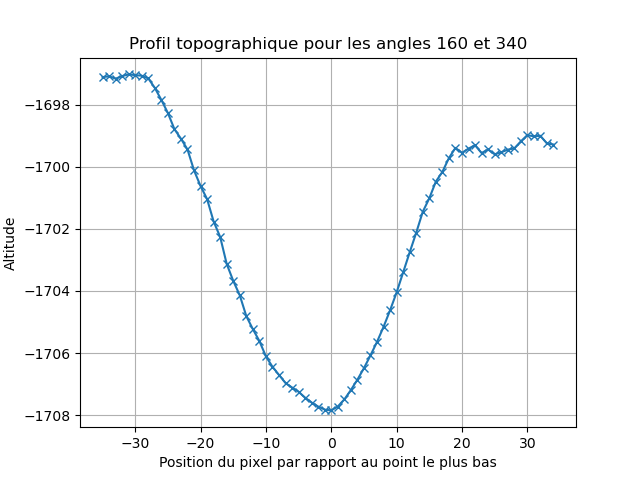 Profil topographique pour les angles 160 et 340
Altitude
−1698
−1700
−1702
−1704
−1706
−1708
−30 −20 −10 0 10 20 30
Position du pixel par rapport au point le plus bas